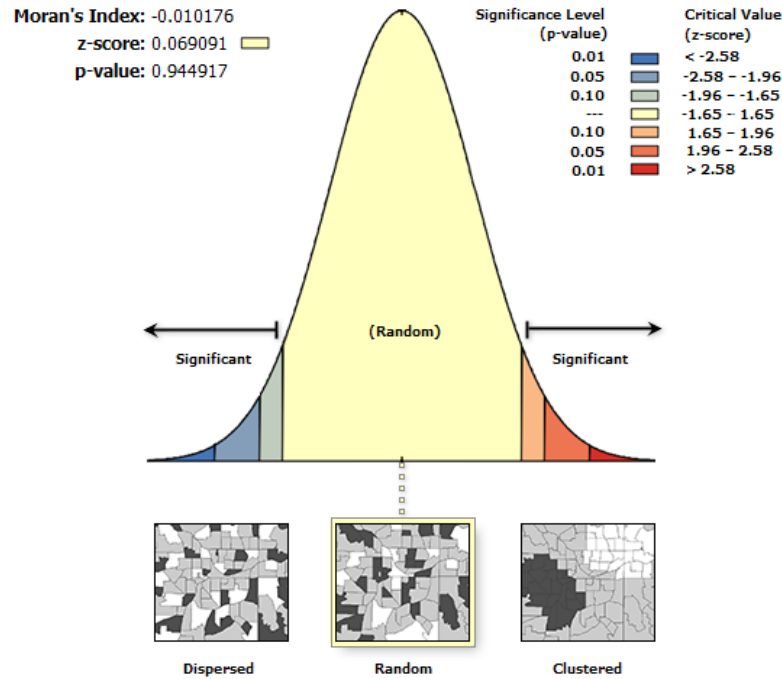 Moran's Index: -0.010176
z-score: 0.069091
p-value: 0.944917
Significance Level
(p-value)
Critical Value
(z-score)
0.01 < -2.58
0.05 -2.58 – -1.96
0.10 -1.96 – -1.65
--- -1.65 – 1.65
0.10 1.65 – 1.96
0.05 1.96 – 2.58
0.01 > 2.58
(Random)
Significant
Significant
Dispersed
Random
Clustered